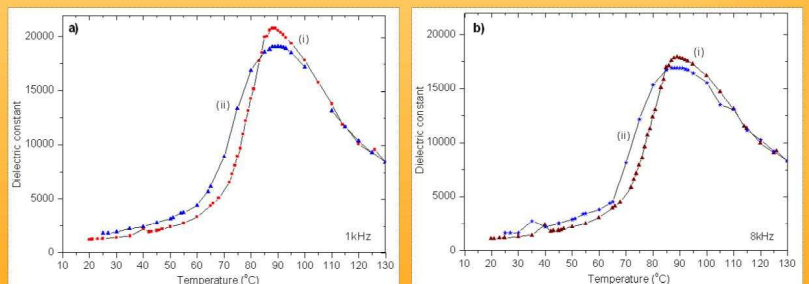 a)
(i)
(ii)
1kHz
Dielectric constant
20000
15000
10000
5000
0
10 20 30 40 50 60 70 80 90 100 110 120 130
Temperature (°C)
b)
(i)
(ii)
8kHz
Dielectric constant
20000
15000
10000
5000
0
10 20 30 40 50 60 70 80 90 100 110 120 130
Temperature (°C)